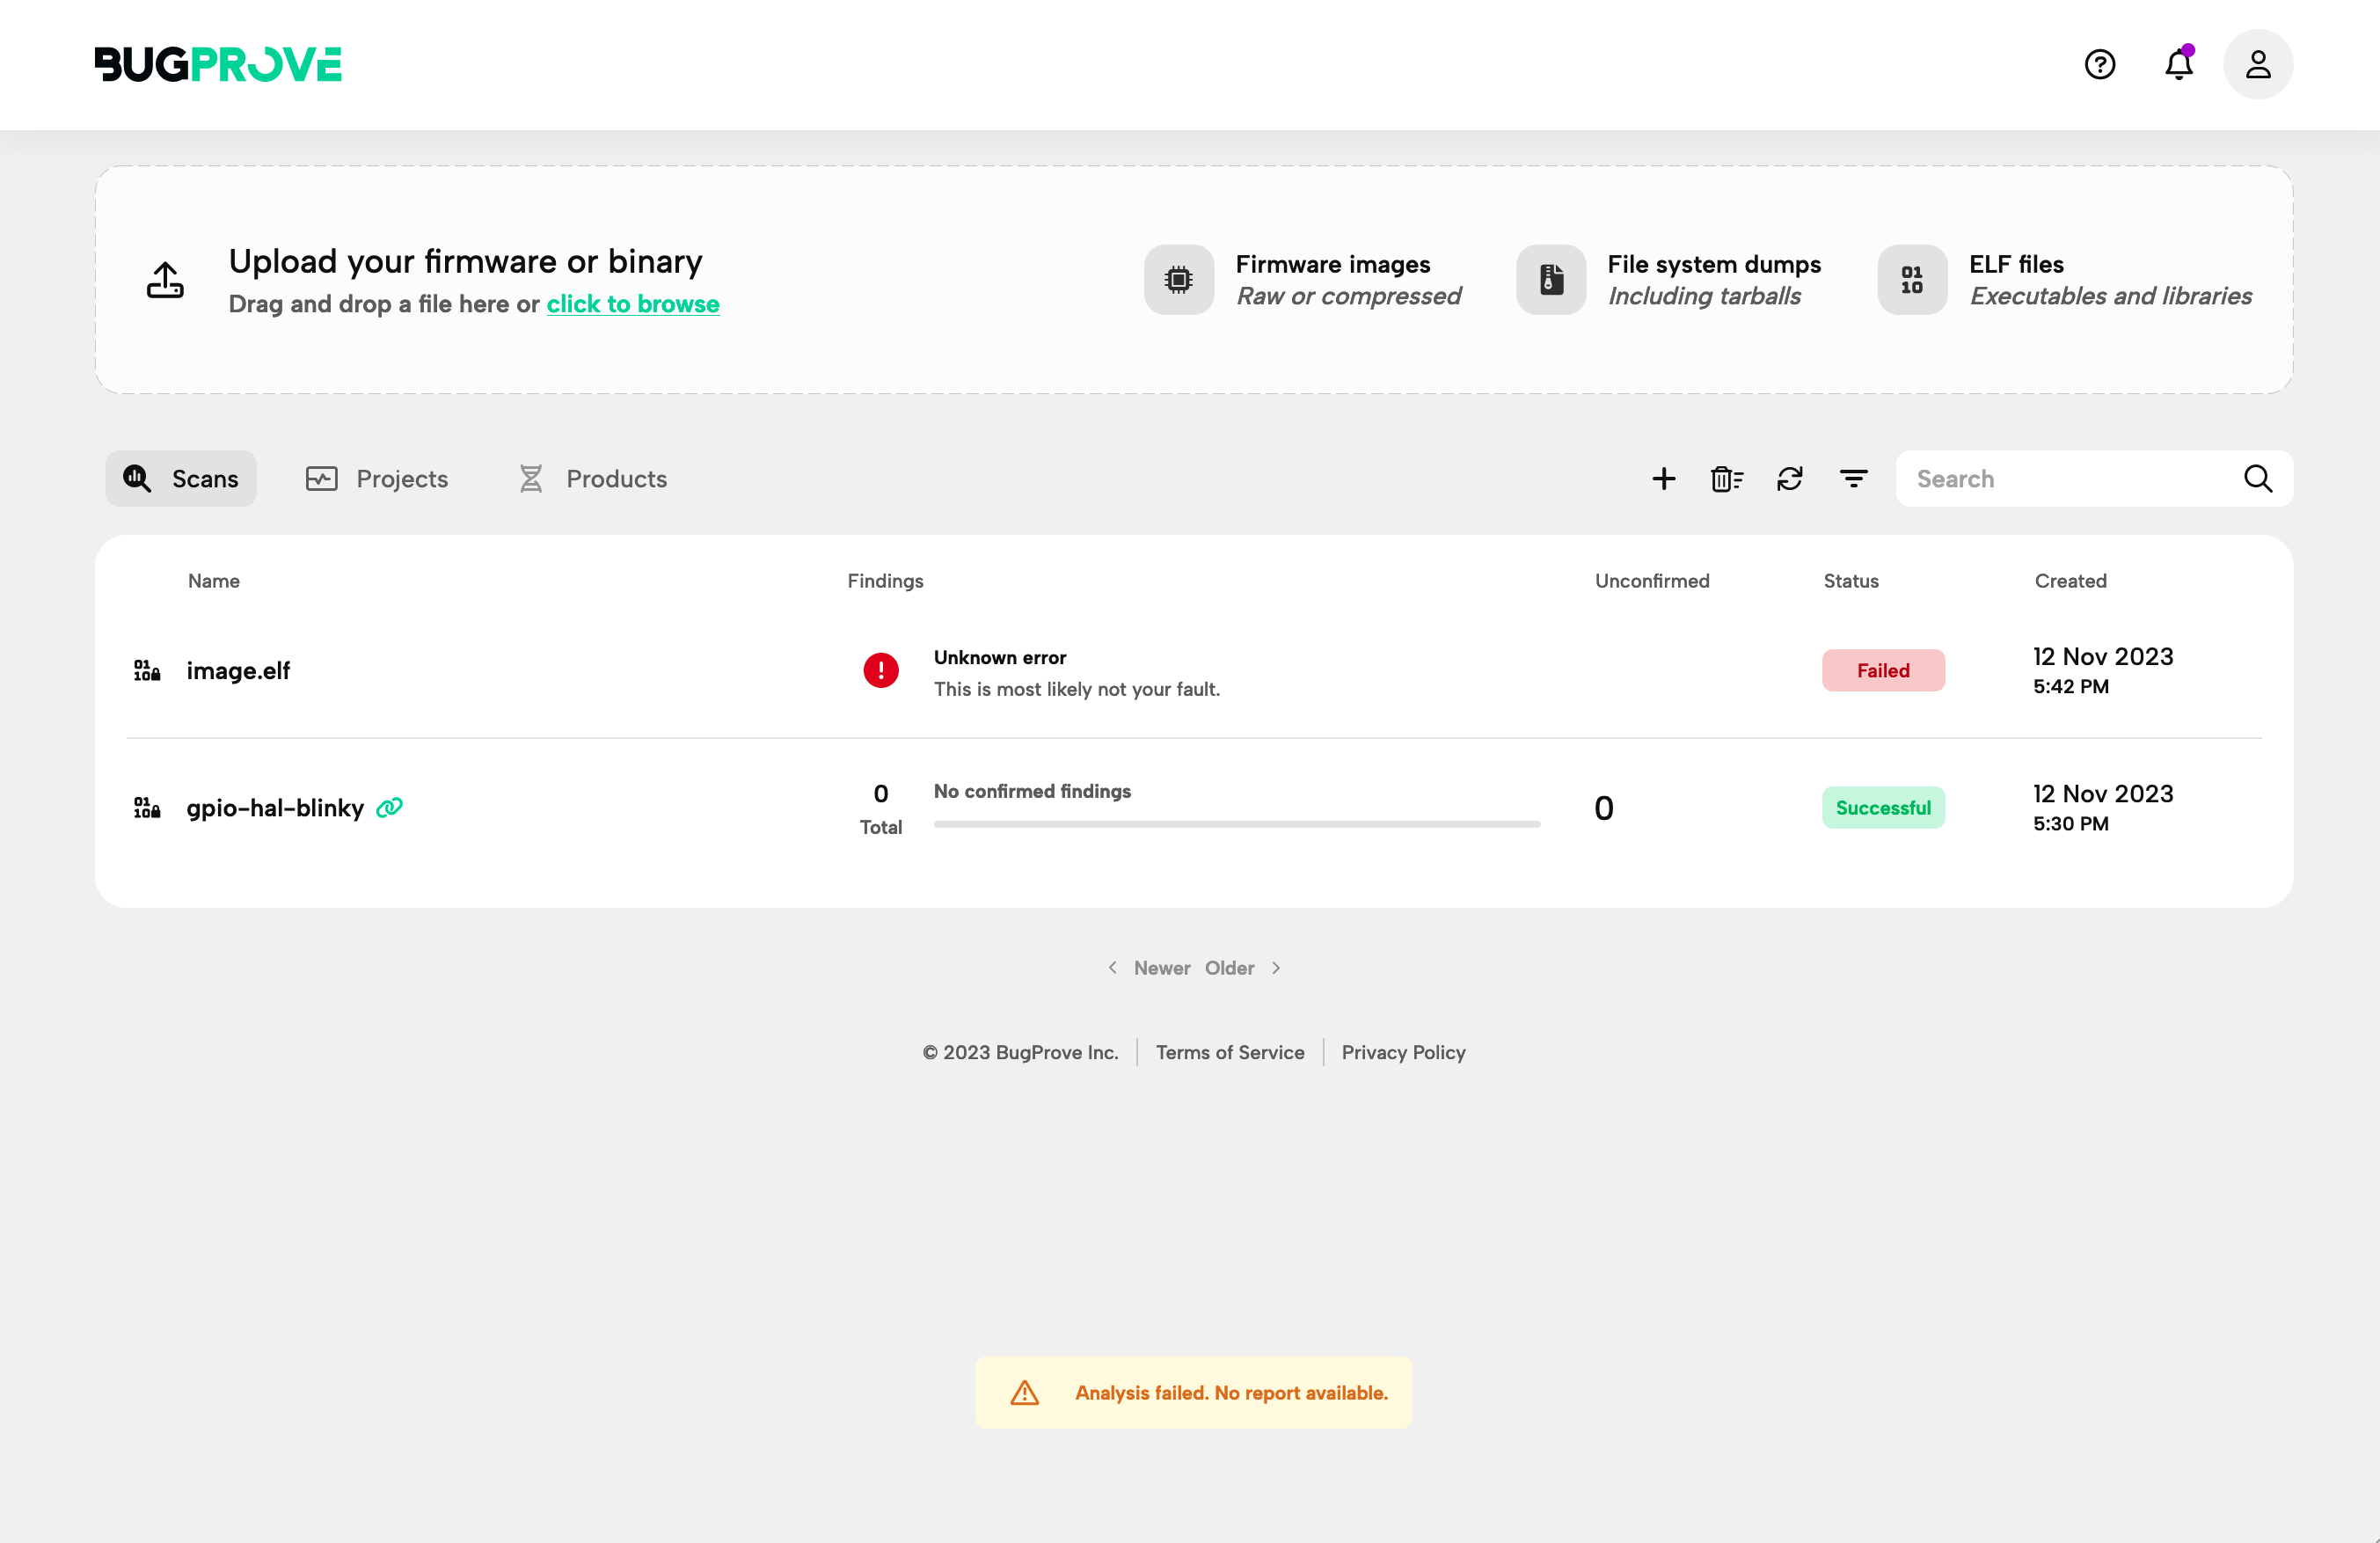 BUGPROVE
Upload your firmware or binary
Drag and drop a file here or click to browse
Firmware images
Raw or compressed
File system dumps
Including tarballs
01
10
ELF files
Executables and libraries
Scans
Projects
Products
Search
Name
Findings
Unconfirmed
Status
Created
01
10
image.elf
Unknown error
This is most likely not your fault.
Failed
12 Nov 2023
5:42 PM
01
10
gpio-hal-blinky
0
Total
No confirmed findings
0
Successful
12 Nov 2023
5:30 PM
Newer Older
© 2023 BugProve Inc. Terms of Service Privacy Policy
Analysis failed. No report available.